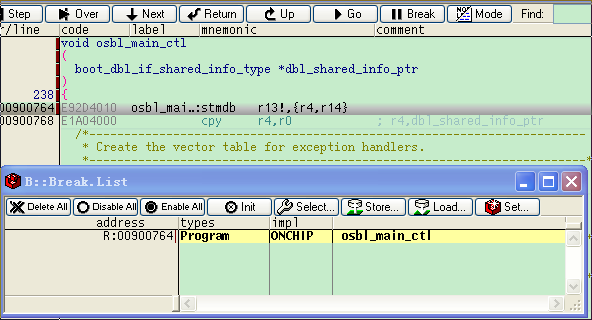 Step Over Next Return Up Go Break Mode Find:
r/line code label mnemonic comment
void osbl_main_ctl
(
boot_dbl_if_shared_info_type *dbl_shared_info_ptr
)
238 {
00900764 E92D4010 osbl_mai..:stmdb r13!,{r4,r14}
00900768 E1A04000 cpy r4,r0 ; r4,dbl_shared_info_ptr
/*-----------------------------------------------------------------------
* Create the vector table for exception handlers.
*-----------------------------------------------------------------------*
B::Break.List
Delete All Disable All Enable All Init Select... Store... Load... Set...
address types impl
R:00900764 Program ONCHIP osbl_main_ctl